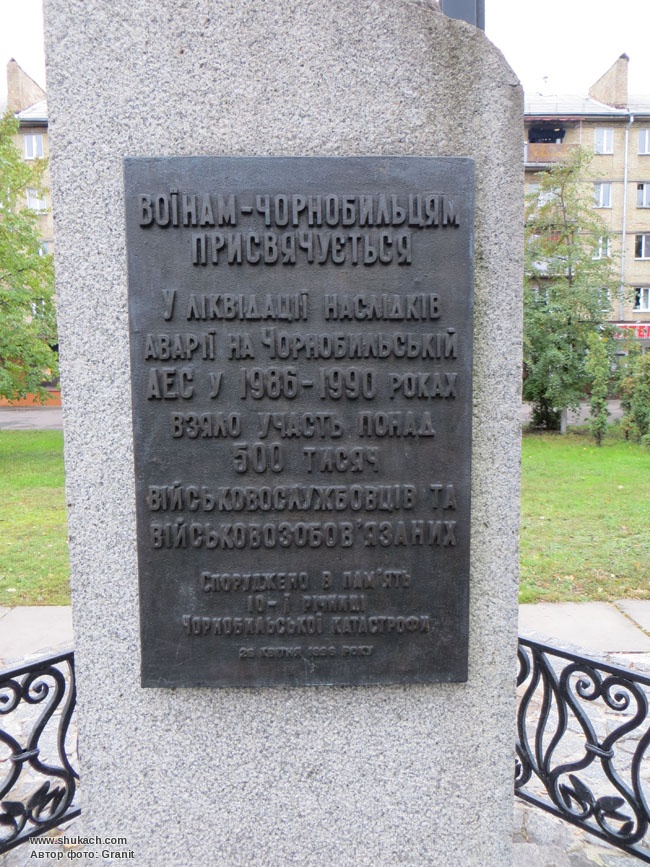 ВОЇНАМ-ЧОРНОБИЛЬЦЯМ
ПРИСВЯЧУЄТЬСЯ
У ЛІКВІДАЦІЇ НАСЛІДКІВ
АВАРІЇ НА ЧОРНОБИЛЬСЬКІЙ
АЕС У 1986-1990 РОКАХ
ВЗЯЛО УЧАСТЬ ПОНАД
500 ТИСЯЧ
ВІЙСЬКОВОСЛУЖБОВЦІВ ТА
ВІЙСЬКОВОЗОБОВ'ЯЗАНИХ
СПОРУДЖЕНО В ПАМ'ЯТЬ
10-Ї РІЧНИЦІ
ЧОРНОБИЛЬСЬКОЇ КАТАСТРОФИ
КВІТНЯ 1996 РОКУ
www.shukach.com
Автор фото: Granit